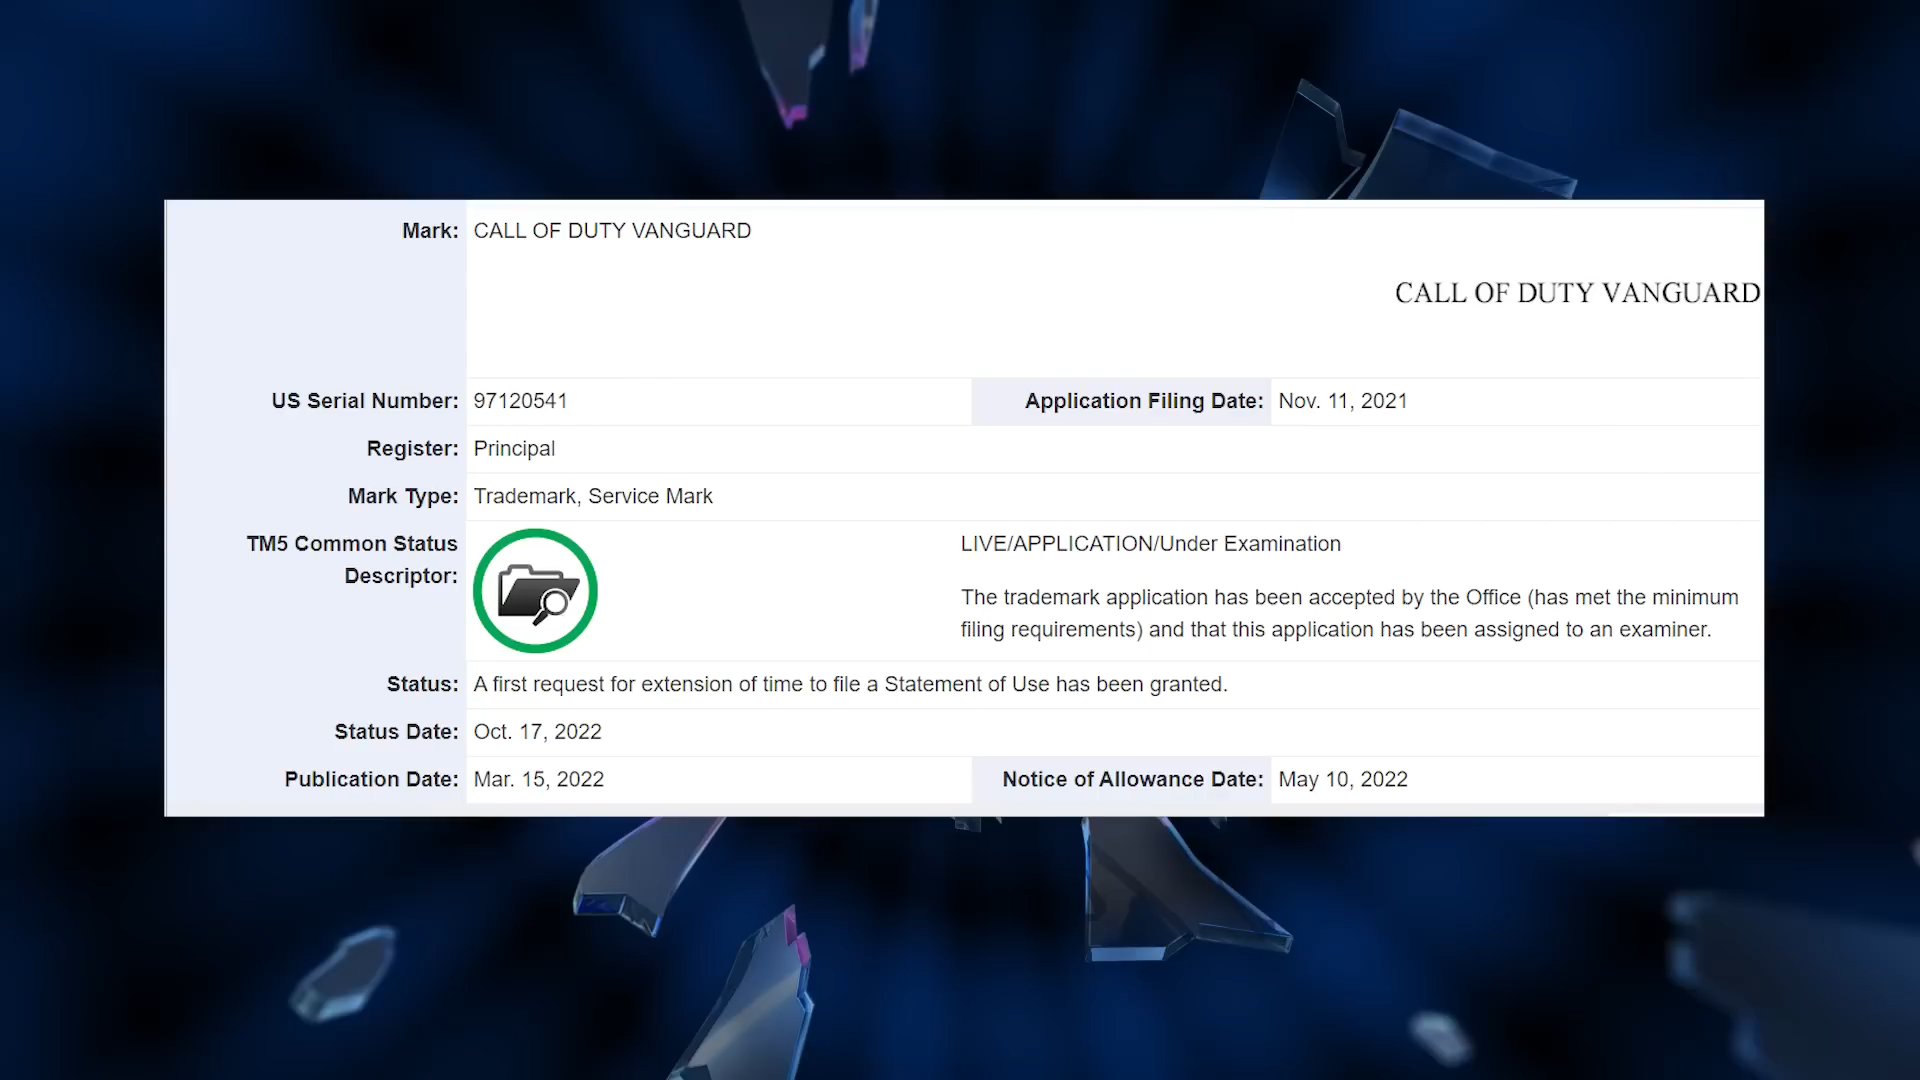 Mark: CALL OF DUTY VANGUARD
CALL OF DUTY VANGUARD
US Serial Number: 97120541 Application Filing Date: Nov. 11, 2021
Register: Principal
Mark Type: Trademark, Service Mark
TM5 Common Status LIVE/APPLICATION/Under Examination
Descriptor:
The trademark application has been accepted by the Office (has met the minimum
filing requirements) and that this application has been assigned to an examiner.
Status: A first request for extension of time to file a Statement of Use has been granted.
Status Date: Oct. 17, 2022
Publication Date: Mar. 15, 2022 Notice of Allowance Date: May 10, 2022